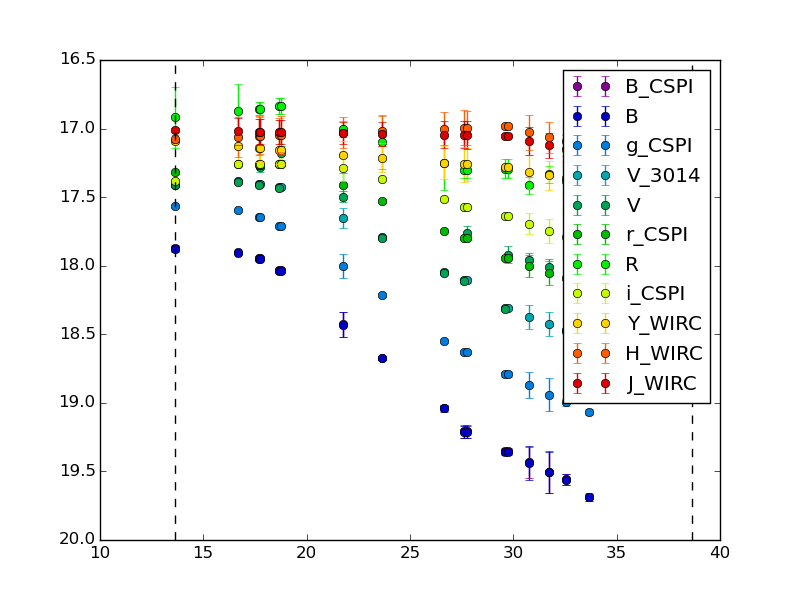 16.5
17.0
17.5
18.0
18.5
19.0
19.5
20.0
10
15
20
25
30
35
40
B_CSPI
B
g_CSPI
V_3014
V
r_CSPI
R
i_CSPI
Y_WIRC
H_WIRC
J_WIRC